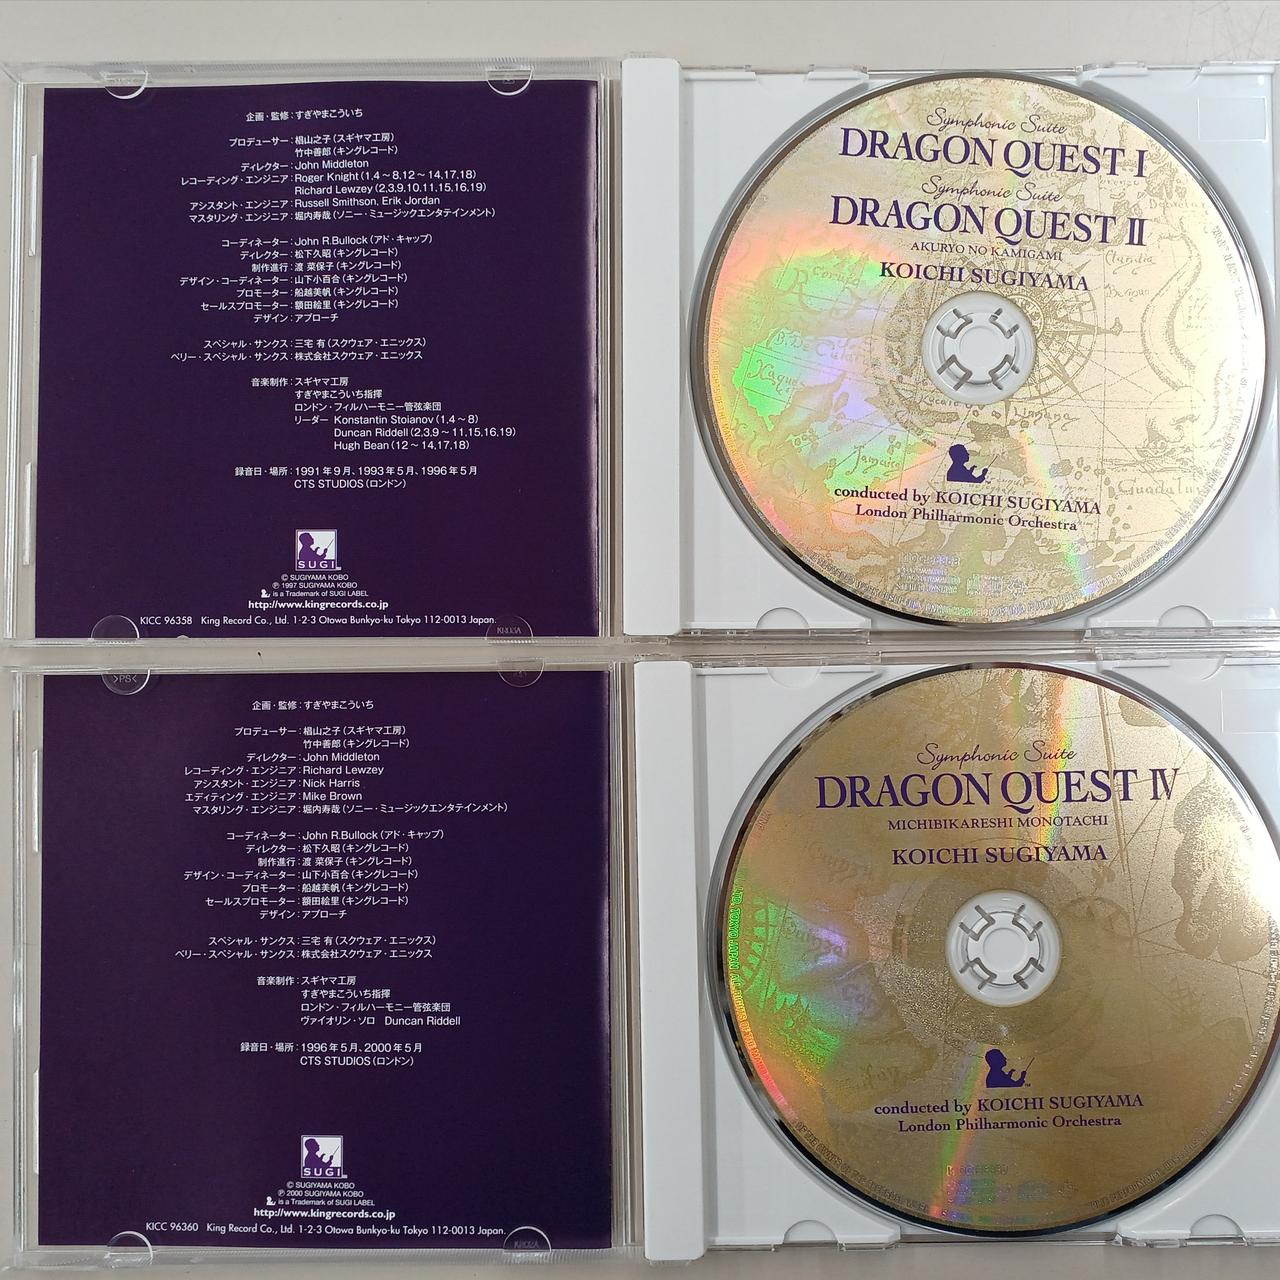 企画・監修：すぎやまこういち
プロデューサー：椙山之子（スギヤマ工房）
竹中善郎（キングレコード）
ディレクター：John Middleton
レコーディング・エンジニア：Roger Knight（1,4～8,12～14,17,18）
Richard Lewzey（2,3,9,10,11,15,16,19）
アシスタント・エンジニア：Russell Smithson, Erik Jordan
マスタリング・エンジニア：堀内寿哉（ソニー・ミュージックエンタテインメント）
コーディネーター：John R.Bullock（アド・キャップ）
ディレクター：松下久昭（キングレコード）
制作進行：渡 菜保子（キングレコード）
デザイン・コーディネーター：山下小百合（キングレコード）
プロモーター：船越美帆（キングレコード）
セールスプロモーター：額田絵里（キングレコード）
デザイン：アプローチ
スペシャル・サンクス：三宅 有（スクウェア・エニックス）
ベリー・スペシャル・サンクス：株式会社スクウェア・エニックス
音楽制作：スギヤマ工房
すぎやまこういち指揮
ロンドン・フィルハーモニー管弦楽団
リーダー Konstantin Stoianov（1,4～8）
Duncan Riddell（2,3,9～11,15,16,19）
Hugh Bean（12～14,17,18）
録音日・場所：1991年9月、1993年5月、1996年5月
CTS STUDIOS（ロンドン）
SUGI
© SUGIYAMA KOBO
℗ 1997 SUGIYAMA KOBO
is a Trademark of SUGI LABEL
http://www.kingrecords.co.jp
KICC 96358 King Record Co., Ltd. 1-2-3 Otowa Bunkyo-ku Tokyo 112-0013 Japan.
Symphonic Suite
DRAGON QUEST I
Symphonic Suite
DRAGON QUEST II
AKURYO NO KAMIGAMI
KOICHI SUGIYAMA
conducted by KOICHI SUGIYAMA
London Philharmonic Orchestra
>PS<
企画・監修：すぎやまこういち
プロデューサー：椙山之子（スギヤマ工房）
竹中善郎（キングレコード）
ディレクター：John Middleton
レコーディング・エンジニア：Richard Lewzey
アシスタント・エンジニア：Nick Harris
エディティング・エンジニア：Mike Brown
マスタリング・エンジニア：堀内寿哉（ソニー・ミュージックエンタテインメント）
コーディネーター：John R.Bullock（アド・キャップ）
ディレクター：松下久昭（キングレコード）
制作進行：渡 菜保子（キングレコード）
デザイン・コーディネーター：山下小百合（キングレコード）
プロモーター：船越美帆（キングレコード）
セールスプロモーター：額田絵里（キングレコード）
デザイン：アプローチ
スペシャル・サンクス：三宅 有（スクウェア・エニックス）
ベリー・スペシャル・サンクス：株式会社スクウェア・エニックス
音楽制作：スギヤマ工房
すぎやまこういち指揮
ロンドン・フィルハーモニー管弦楽団
ヴァイオリン・ソロ Duncan Riddell
録音日・場所：1996年5月、2000年5月
CTS STUDIOS（ロンドン）
SUGI
© SUGIYAMA KOBO
℗ 2000 SUGIYAMA KOBO
is a Trademark of SUGI LABEL
http://www.kingrecords.co.jp
KICC 96360 King Record Co., Ltd. 1-2-3 Otowa Bunkyo-ku Tokyo 112-0013 Japan.
Symphonic Suite
DRAGON QUEST IV
MICHIBIKARESHI MONOTACHI
KOICHI SUGIYAMA
conducted by KOICHI SUGIYAMA
London Philharmonic Orchestra